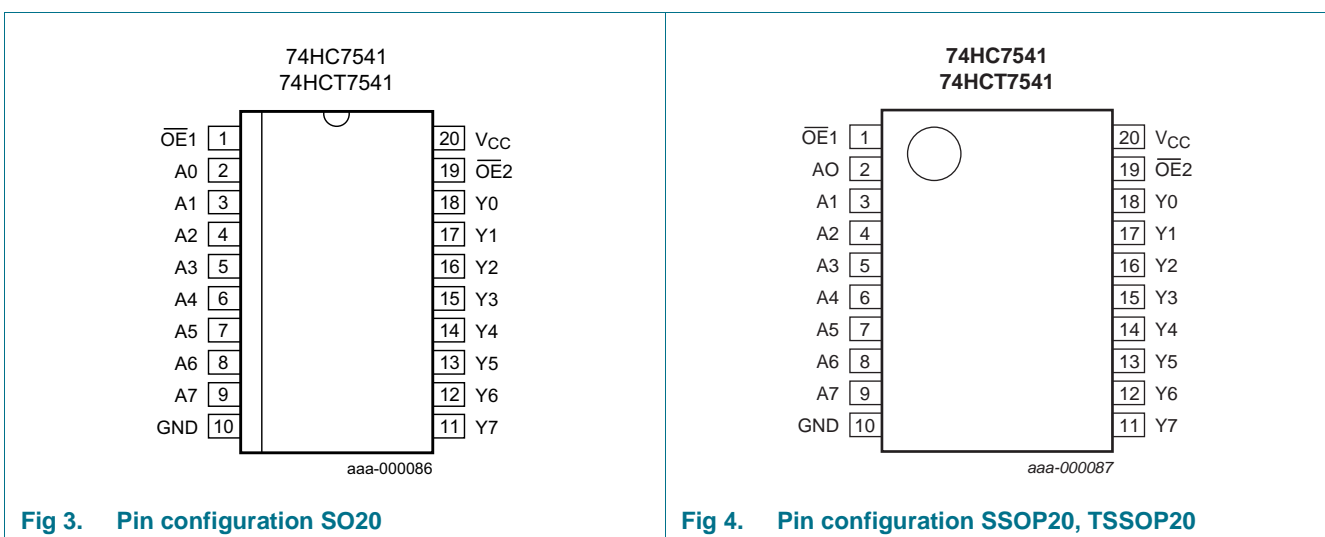 74HC7541
74HCT7541
O̅E̅1 1 20 VCC
A0 2 19 O̅E̅2
A1 3 18 Y0
A2 4 17 Y1
A3 5 16 Y2
A4 6 15 Y3
A5 7 14 Y4
A6 8 13 Y5
A7 9 12 Y6
GND 10 11 Y7
aaa-000086
Fig 3. Pin configuration SO20
74HC7541
74HCT7541
O̅E̅1 1 20 VCC
AO 2 19 O̅E̅2
A1 3 18 Y0
A2 4 17 Y1
A3 5 16 Y2
A4 6 15 Y3
A5 7 14 Y4
A6 8 13 Y5
A7 9 12 Y6
GND 10 11 Y7
aaa-000087
Fig 4. Pin configuration SSOP20, TSSOP20